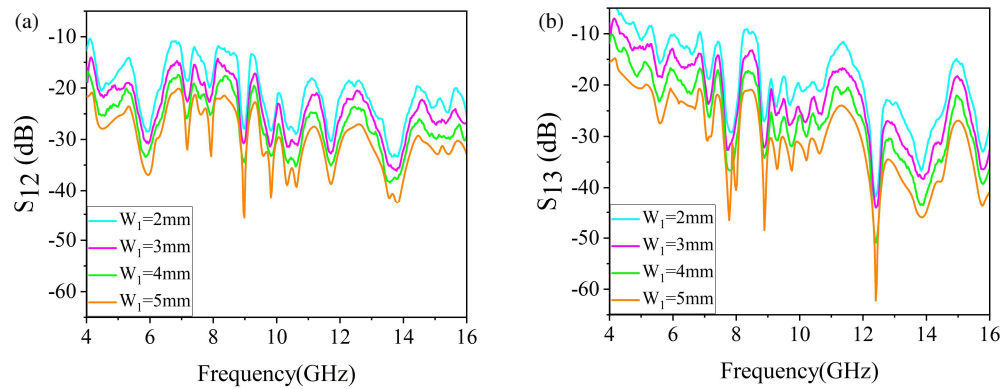 (a)
S12 (dB)
-10
-20
-30
-40
-50
-60
W₁=2mm
W₁=3mm
W₁=4mm
W₁=5mm
4 6 8 10 12 14 16
Frequency(GHz)
(b)
S13 (dB)
-10
-20
-30
-40
-50
-60
W₁=2mm
W₁=3mm
W₁=4mm
W₁=5mm
4 6 8 10 12 14 16
Frequency(GHz)